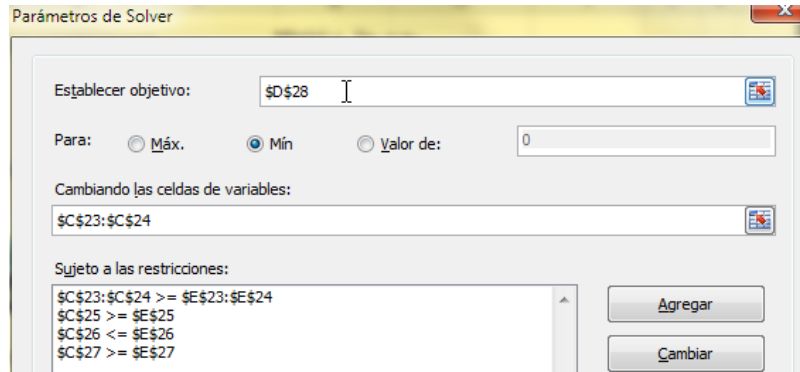 Parámetros de Solver
Establecer objetivo: $D$28
Para: Máx. Mín Valor de: 0
Cambiando las celdas de variables:
$C$23:$C$24
Sujeto a las restricciones:
$C$23:$C$24 >= $E$23:$E$24
$C$25 >= $E$25
$C$26 <= $E$26
$C$27 >= $E$27
Agregar
Cambiar